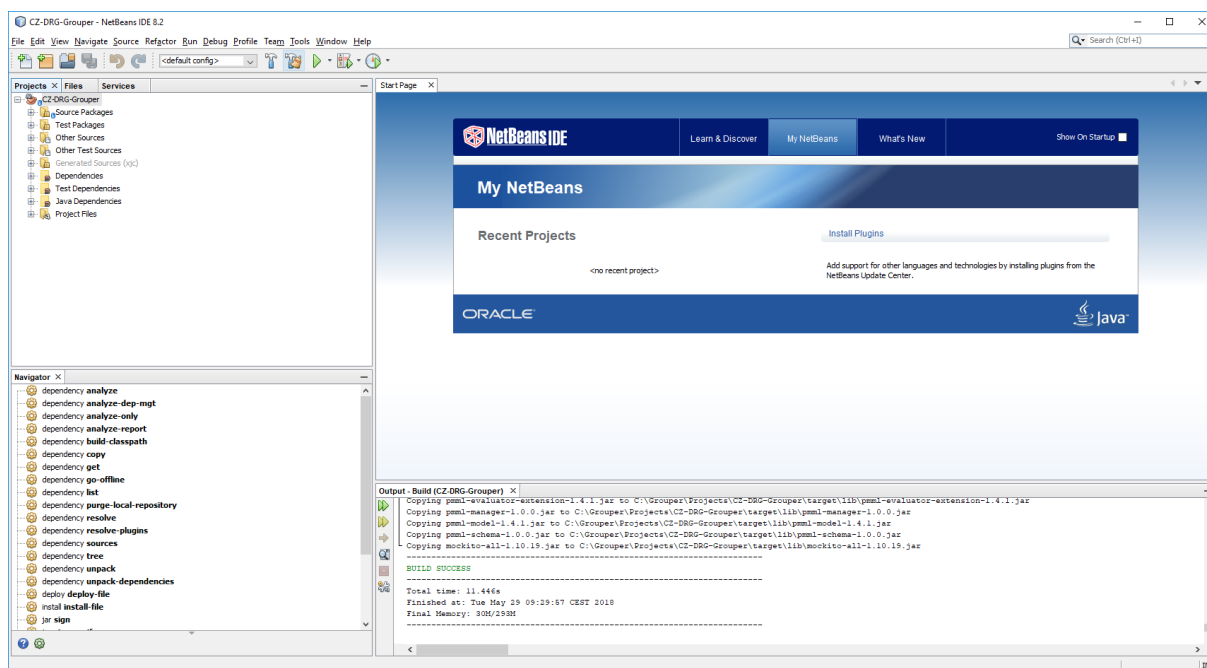 CZ-DRG-Grouper - NetBeans IDE 8.2
File Edit View Navigate Source Refactor Run Debug Profile Team Tools Window Help
Search (Ctrl+I)
<default config>
Projects Files Services
CZ-DRG-Grouper
Source Packages
Test Packages
Other Sources
Other Test Sources
Generated Sources (xjc)
Dependencies
Test Dependencies
Java Dependencies
Project Files
Start Page
NetBeans IDE
Learn & Discover
My NetBeans
What's New
Show On Startup
My NetBeans
Recent Projects
<no recent project>
Install Plugins
Add support for other languages and technologies by installing plugins from the
NetBeans Update Center.
ORACLE
Java
Navigator
dependency analyze
dependency analyze-dep-mgt
dependency analyze-only
dependency analyze-report
dependency build-classpath
dependency copy
dependency get
dependency go-offline
dependency list
dependency purge-local-repository
dependency resolve
dependency resolve-plugins
dependency sources
dependency tree
dependency unpack
dependency unpack-dependencies
deploy deploy-file
install install-file
jar sign
Output - Build (CZ-DRG-Grouper)
Copying pmml-evaluator-extension-1.4.1.jar to C:\Grouper\Projects\CZ-DRG-Grouper\target\lib\pmml-evaluator-extension-1.4.1.jar
Copying pmml-manager-1.0.0.jar to C:\Grouper\Projects\CZ-DRG-Grouper\target\lib\pmml-manager-1.0.0.jar
Copying pmml-model-1.4.1.jar to C:\Grouper\Projects\CZ-DRG-Grouper\target\lib\pmml-model-1.4.1.jar
Copying pmml-schema-1.0.0.jar to C:\Grouper\Projects\CZ-DRG-Grouper\target\lib\pmml-schema-1.0.0.jar
Copying mockito-all-1.10.19.jar to C:\Grouper\Projects\CZ-DRG-Grouper\target\lib\mockito-all-1.10.19.jar
------------------------------------------------------------------------
BUILD SUCCESS
------------------------------------------------------------------------
Total time: 11.446s
Finished at: Tue May 29 09:29:57 CEST 2018
Final Memory: 30M/293M
------------------------------------------------------------------------